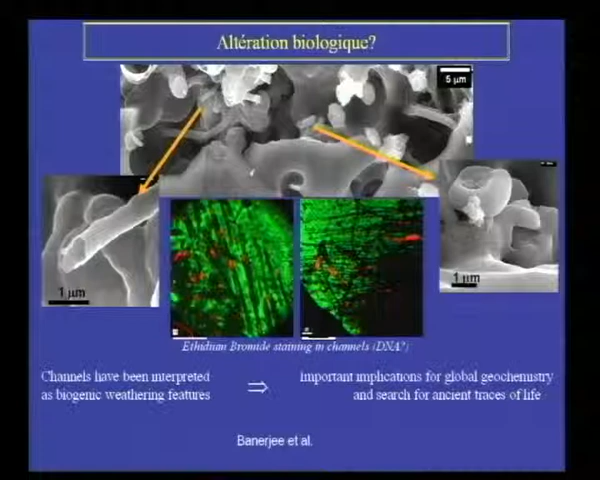 Altération biologique?
5 µm
1 µm
1 µm
Ethidium Bromide staining in channels (DNA?)
Channels have been interpreted
as biogenic weathering features
⇒
Important implications for global geochemistry
and search for ancient traces of life
Banerjee et al.